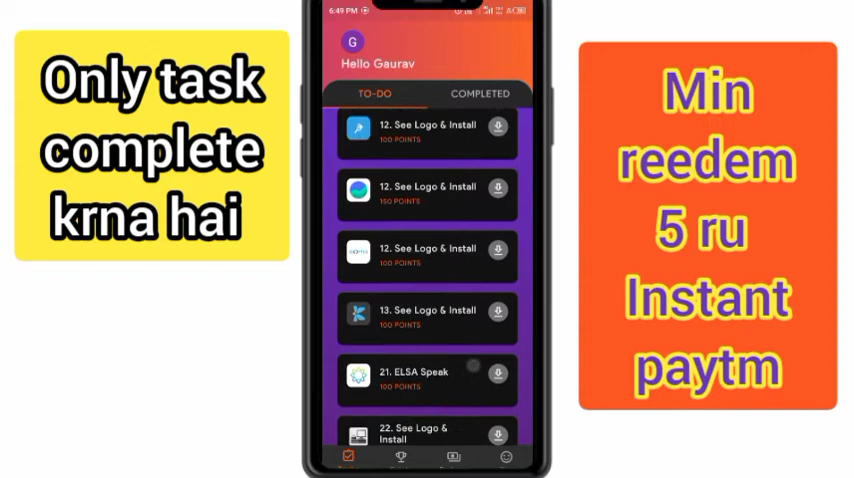 Only task
complete
krna hai
6:49 PM
G
Hello Gaurav
TO-DO
COMPLETED
12. See Logo & Install
100 POINTS
12. See Logo & Install
150 POINTS
12. See Logo & Install
100 POINTS
13. See Logo & Install
100 POINTS
21. ELSA Speak
100 POINTS
22. See Logo &
Install
Min
reedem
5 ru
Instant
paytm